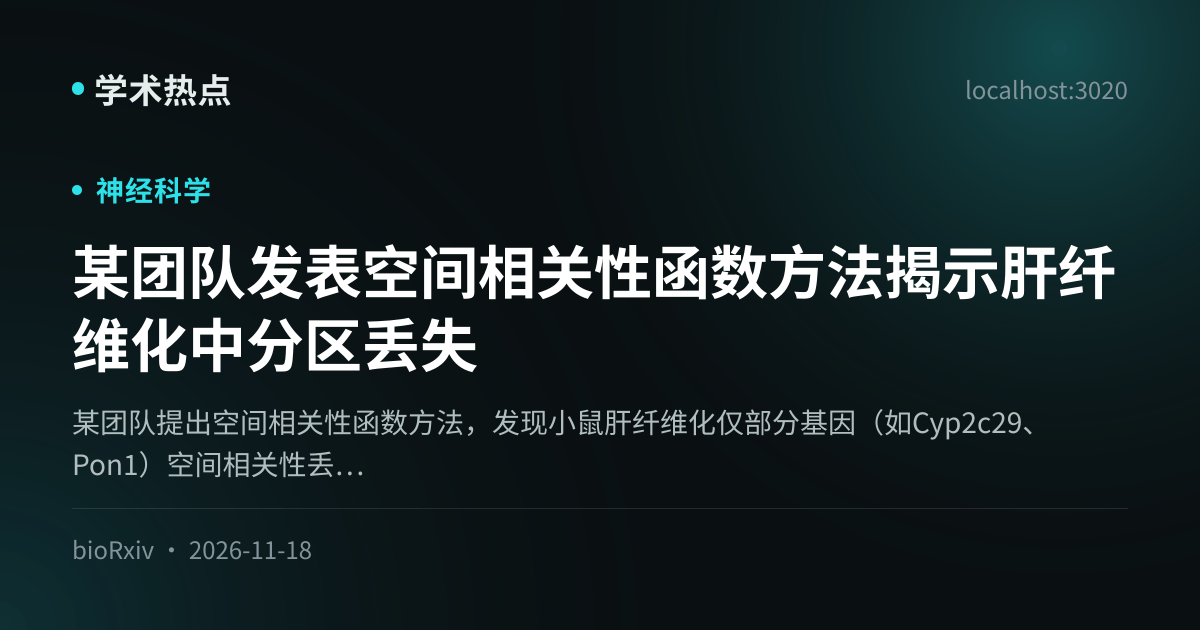 学术热点
localhost:3020
神经科学
某团队发表空间相关性函数方法揭示肝纤
维化中分区丢失
某团队提出空间相关性函数方法，发现小鼠肝纤维化仅部分基因（如Cyp2c29、
Pon1）空间相关性丢…
bioRxiv · 2026-11-18